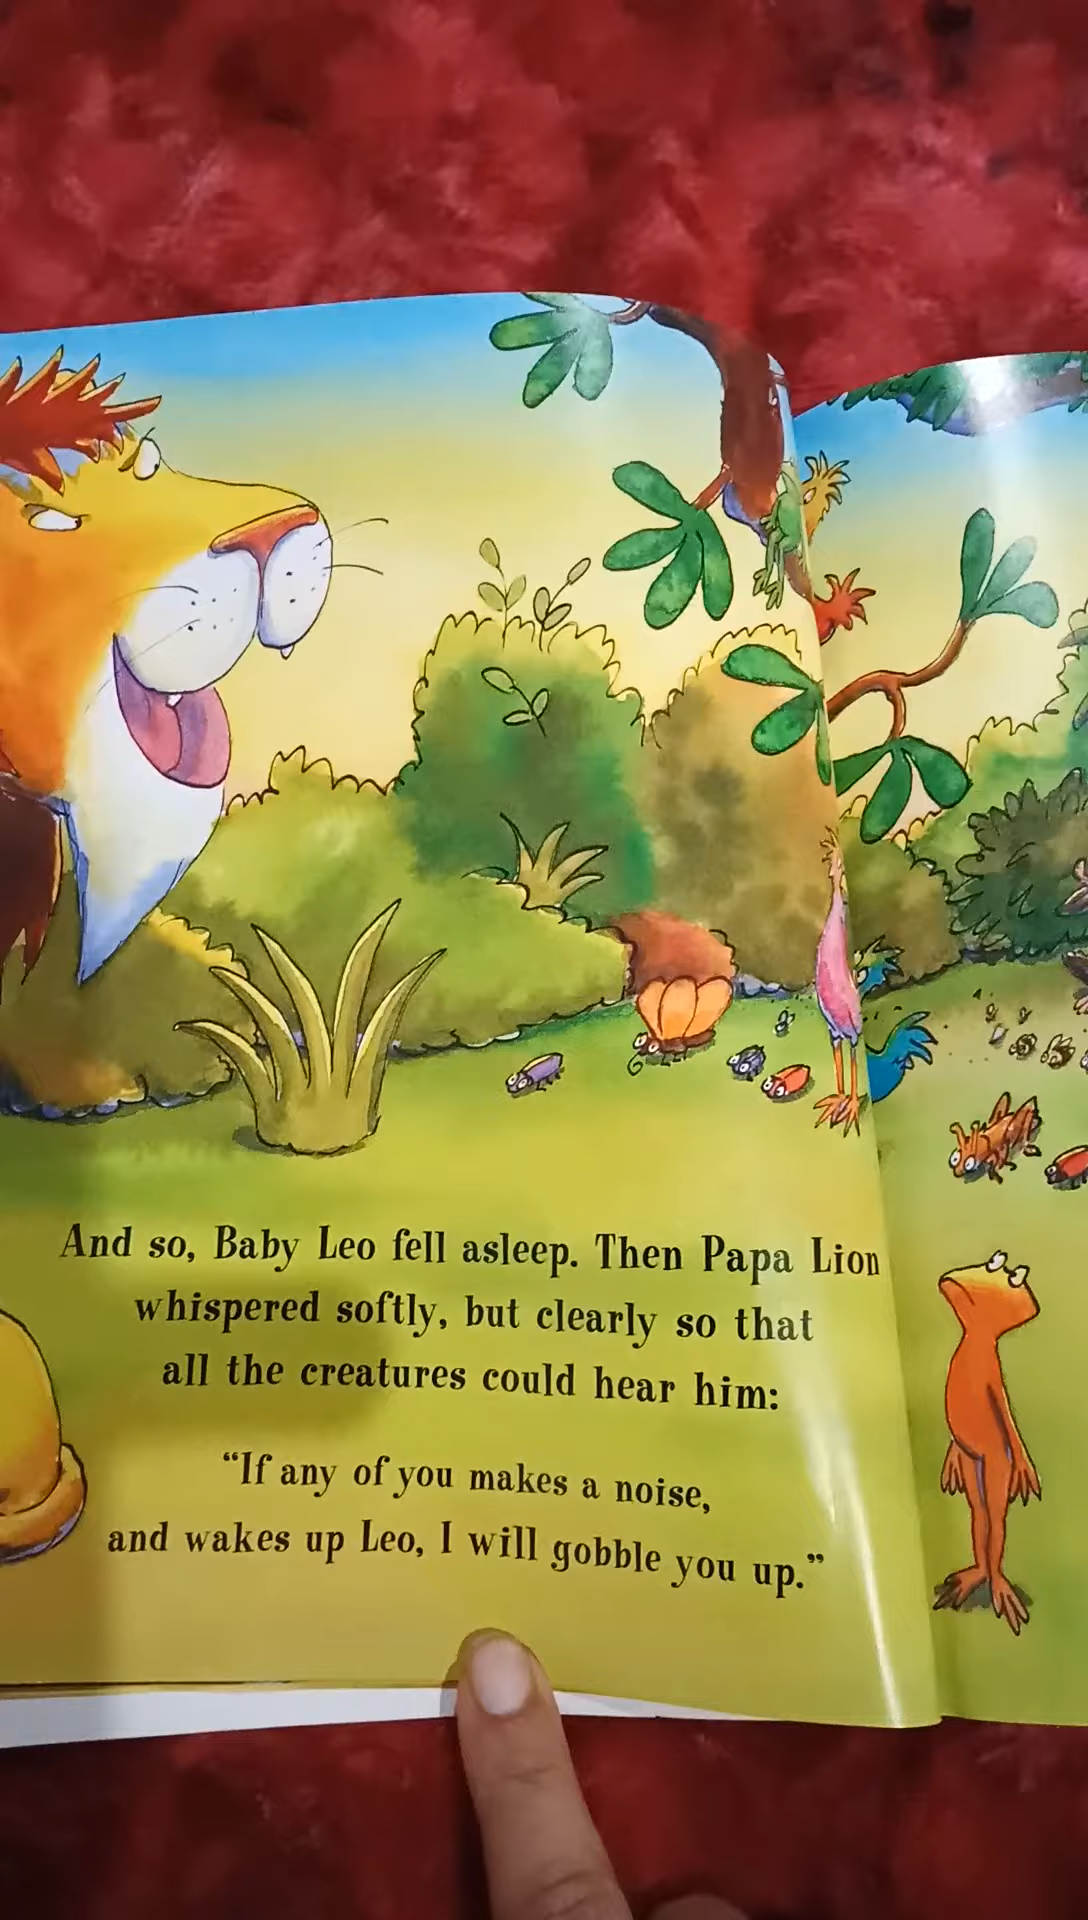 And so, Baby Leo fell asleep. Then Papa Lion
whispered softly, but clearly so that
all the creatures could hear him:
“If any of you makes a noise,
and wakes up Leo, I will gobble you up.”